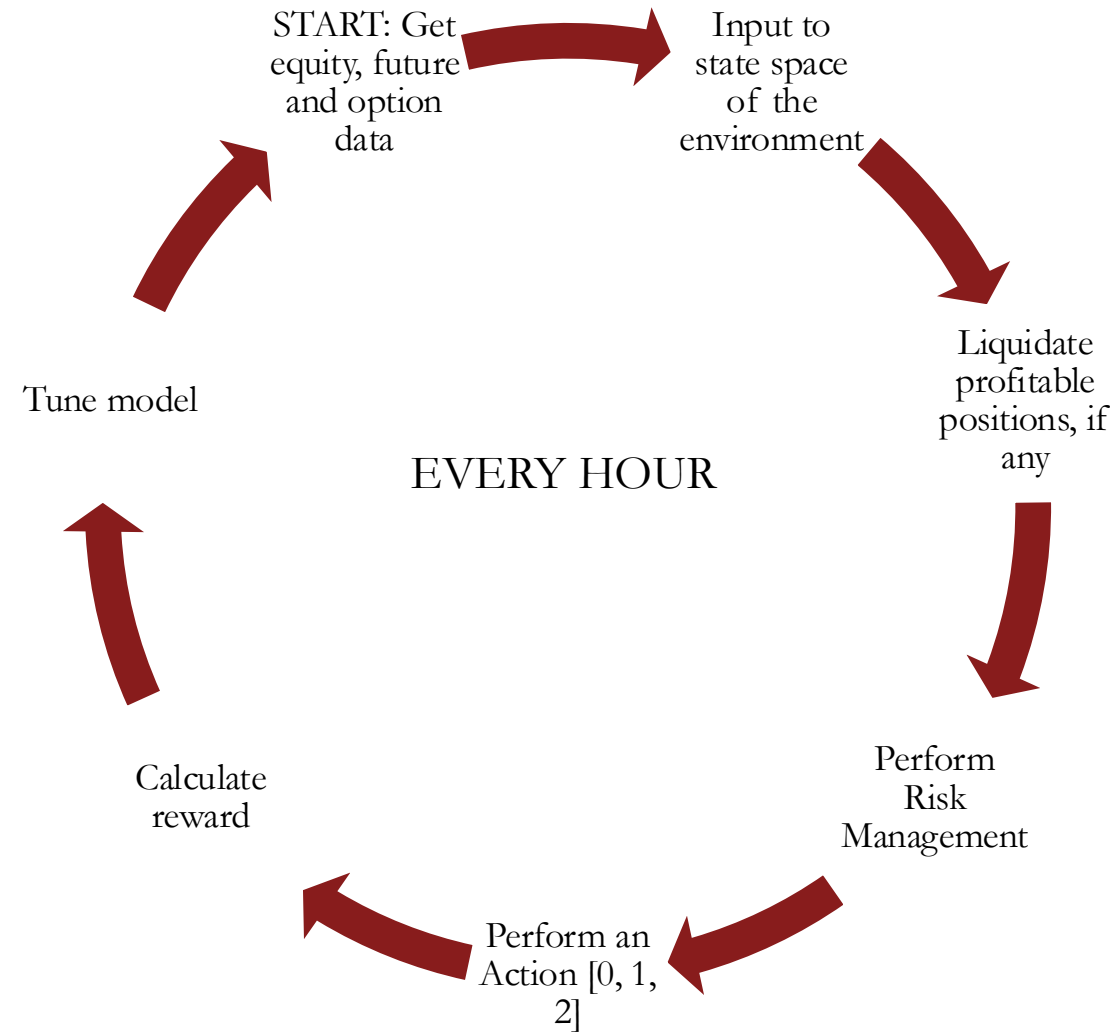 START: Get
equity, future
and option
data
Input to
state space
of the
environment
Liquidate
profitable
positions, if
any
Perform
Risk
Management
Perform an
Action [0, 1,
2]
Calculate
reward
Tune model
EVERY HOUR